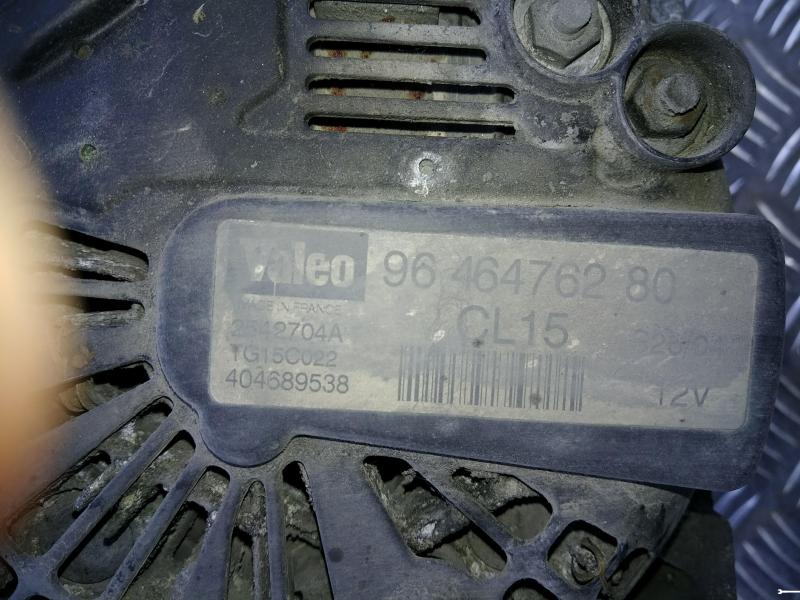 Valeo
MADE IN FRANCE
96 464762 80
CL15
2542704A
TG15C022
404689538
12V